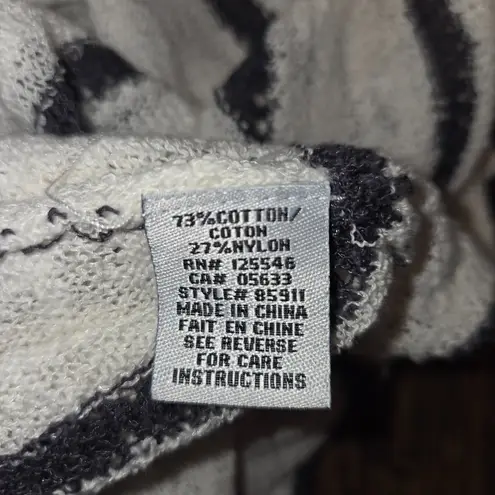 73%COTTON/
COTON
27%NYLON
RN# 125546
CA# 05633
STYLE# 85911
MADE IN CHINA
FAIT EN CHINE
SEE REVERSE
FOR CARE
INSTRUCTIONS